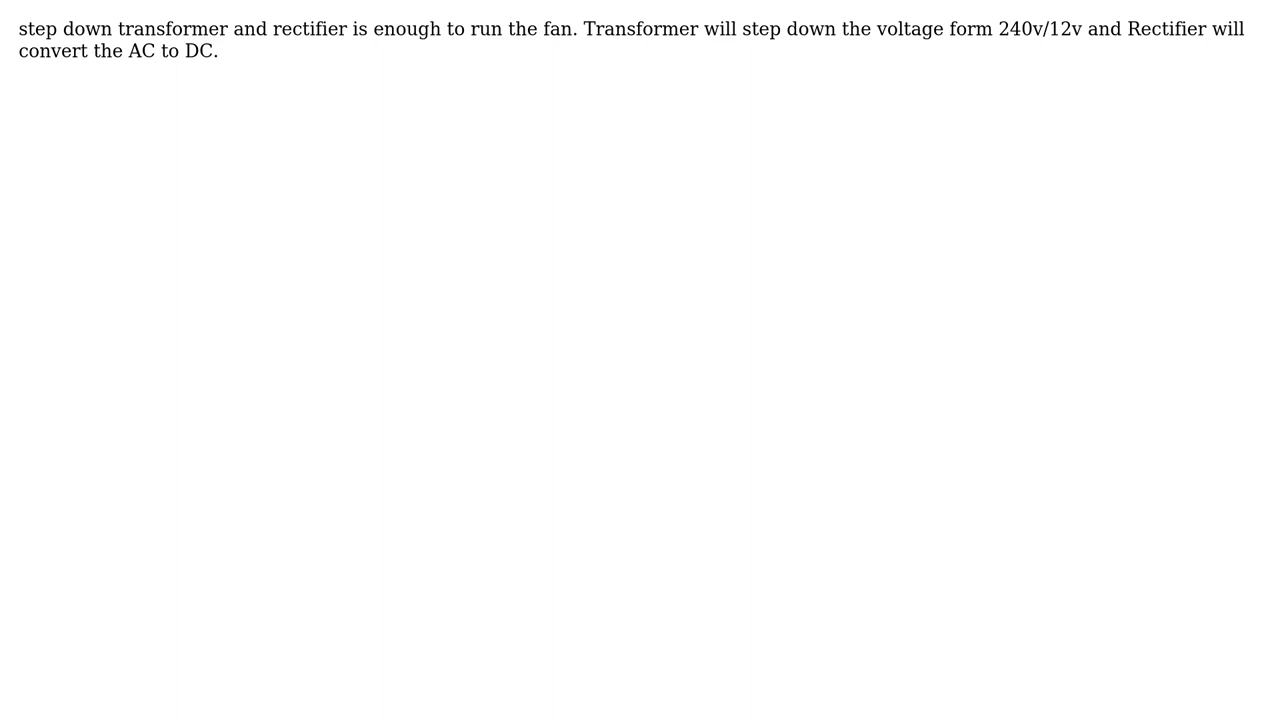 step down transformer and rectifier is enough to run the fan. Transformer will step down the voltage form 240v/12v and Rectifier will
convert the AC to DC.